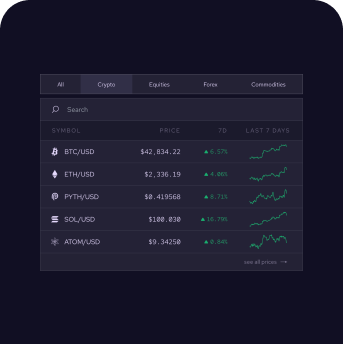 All Crypto Equities Forex Commodities
Search
SYMBOL PRICE 7D LAST 7 DAYS
BTC/USD $42,834.22 6.57%
ETH/USD $2,336.19 4.06%
PYTH/USD $0.419568 8.71%
SOL/USD $100.030 16.79%
ATOM/USD $9.34250 0.84%
see all prices →